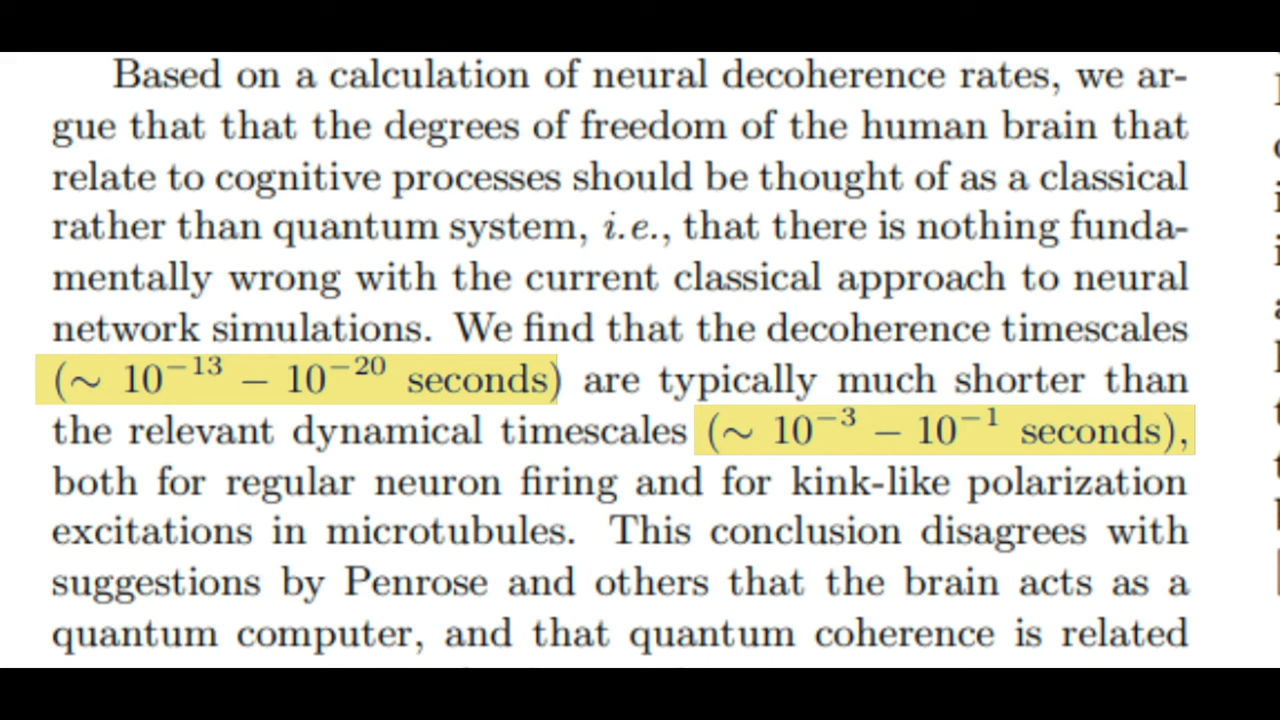 Based on a calculation of neural decoherence rates, we ar-
gue that that the degrees of freedom of the human brain that
relate to cognitive processes should be thought of as a classical
rather than quantum system, i.e., that there is nothing funda-
mentally wrong with the current classical approach to neural
network simulations. We find that the decoherence timescales
(∼ 10⁻¹³ − 10⁻²⁰ seconds) are typically much shorter than
the relevant dynamical timescales (∼ 10⁻³ − 10⁻¹ seconds),
both for regular neuron firing and for kink-like polarization
excitations in microtubules. This conclusion disagrees with
suggestions by Penrose and others that the brain acts as a
quantum computer, and that quantum coherence is related